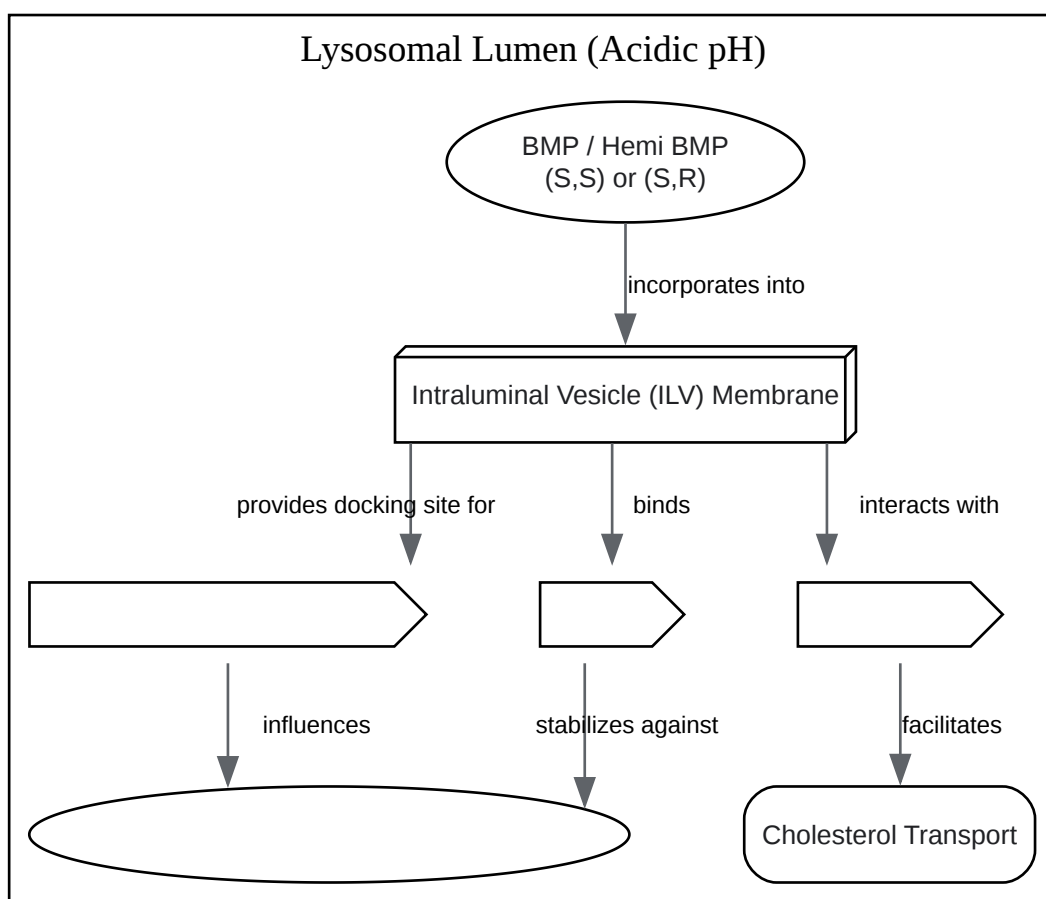 Lysosomal Lumen (Acidic pH)
BMP / Hemi BMP
(S,S) or (S,R)
incorporates into
Intraluminal Vesicle (ILV) Membrane
provides docking site for
binds
interacts with
influences
stabilizes against
facilitates
Cholesterol Transport